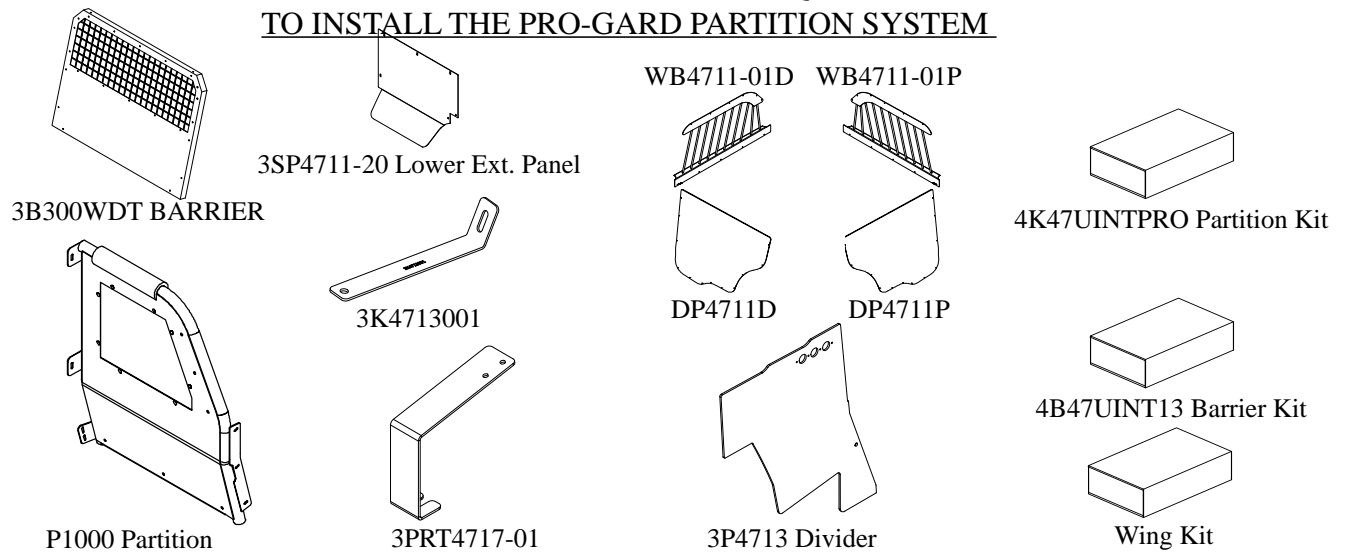 TO INSTALL THE PRO-GARD PARTITION SYSTEM
WB4711-01D WB4711-01P
3SP4711-20 Lower Ext. Panel
3B300WDT BARRIER
4K47UINTPRO Partition Kit
3K4713001
DP4711D DP4711P
4B47UINT13 Barrier Kit
P1000 Partition
3PRT4717-01
3P4713 Divider
Wing Kit